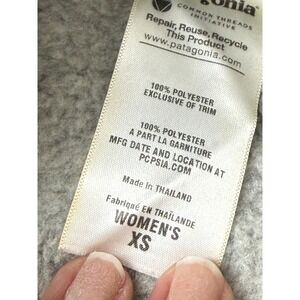 COMMON THREADS
INITIATIVE
Repair, Reuse, Recycle
This Product
www.patagonia.com
100% POLYESTER
EXCLUSIVE OF TRIM
100% POLYESTER
A PART LA GARNITURE
MFG DATE AND LOCATION AT
PCPSIA.COM
Made in THAILAND
Fabriqué EN THAÏLANDE
WOMEN'S
XS